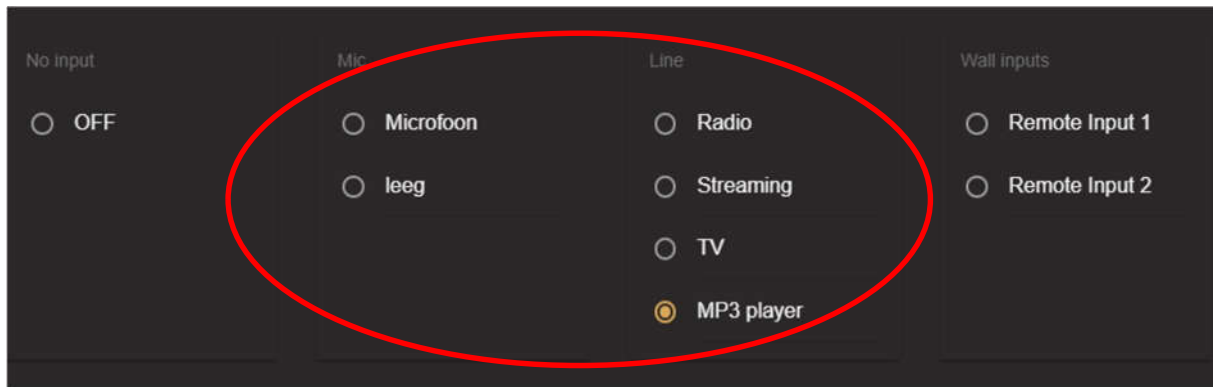 No input
OFF
Mic
Microfoon
leeg
Line
Radio
Streaming
TV
MP3 player
Wall inputs
Remote Input 1
Remote Input 2